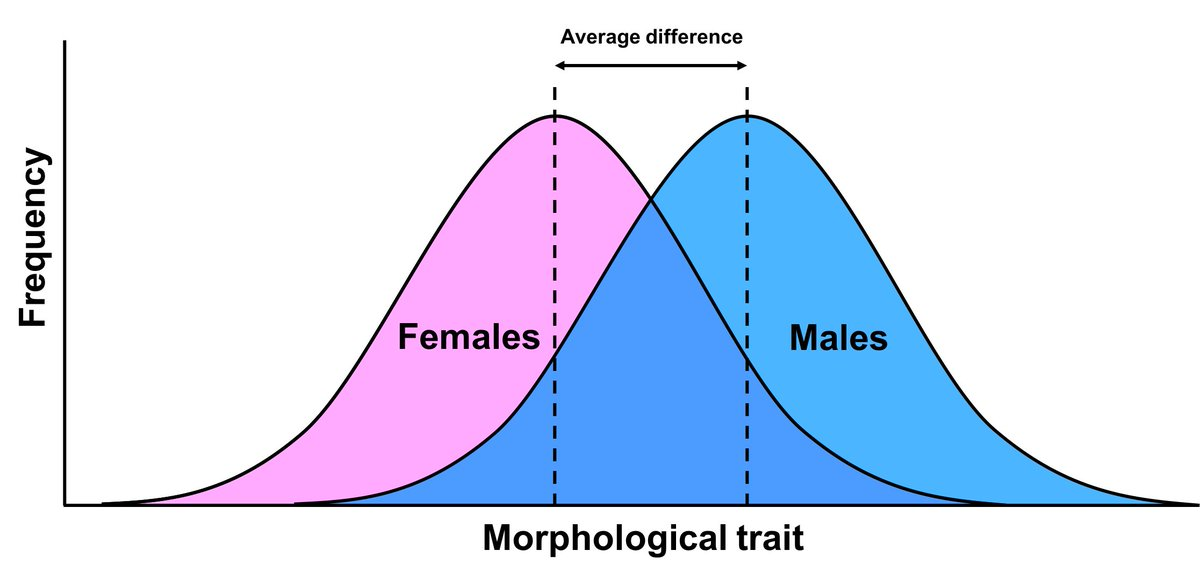 Average difference
Frequency
Females
Males
Morphological trait